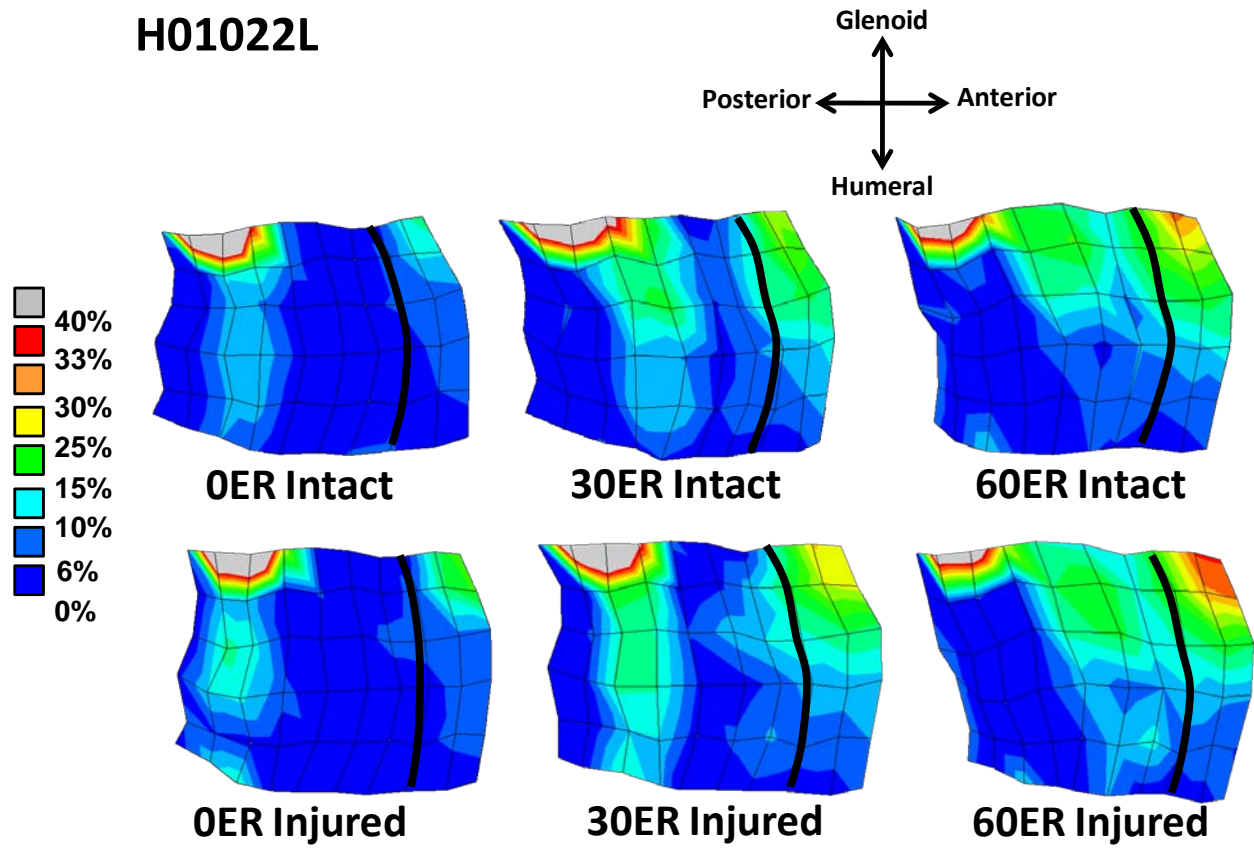 H01022L
Glenoid
Posterior
Anterior
Humeral
40%
33%
30%
25%
15%
10%
6%
0%
0ER Intact
30ER Intact
60ER Intact
0ER Injured
30ER Injured
60ER Injured